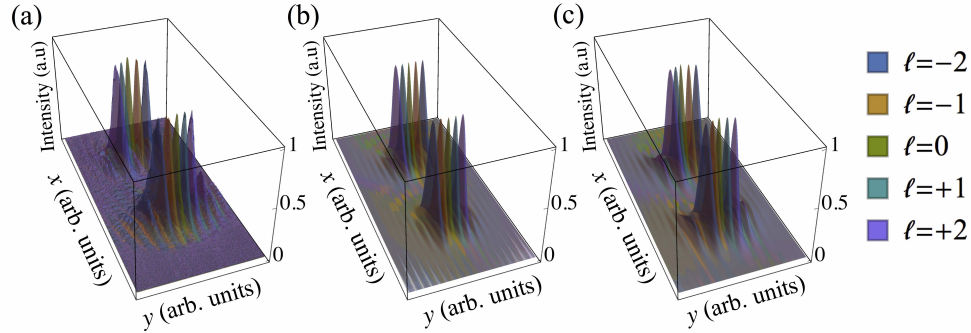 (a)
Intensity (a.u)
x (arb. units)
y (arb. units)
1
0.5
0
(b)
Intensity (a.u)
x (arb. units)
y (arb. units)
1
0.5
0
(c)
Intensity (a.u)
x (arb. units)
y (arb. units)
1
0.5
0
ℓ=−2
ℓ=−1
ℓ=0
ℓ=+1
ℓ=+2